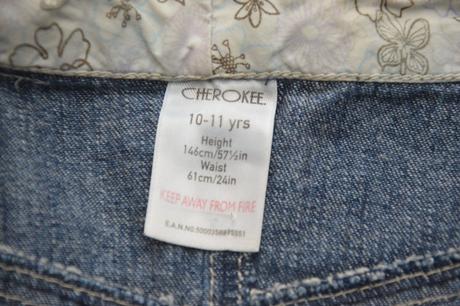 CHEROKEE.
10-11 yrs
Height
146cm/57½in
Waist
61cm/24in
KEEP AWAY FROM FIRE